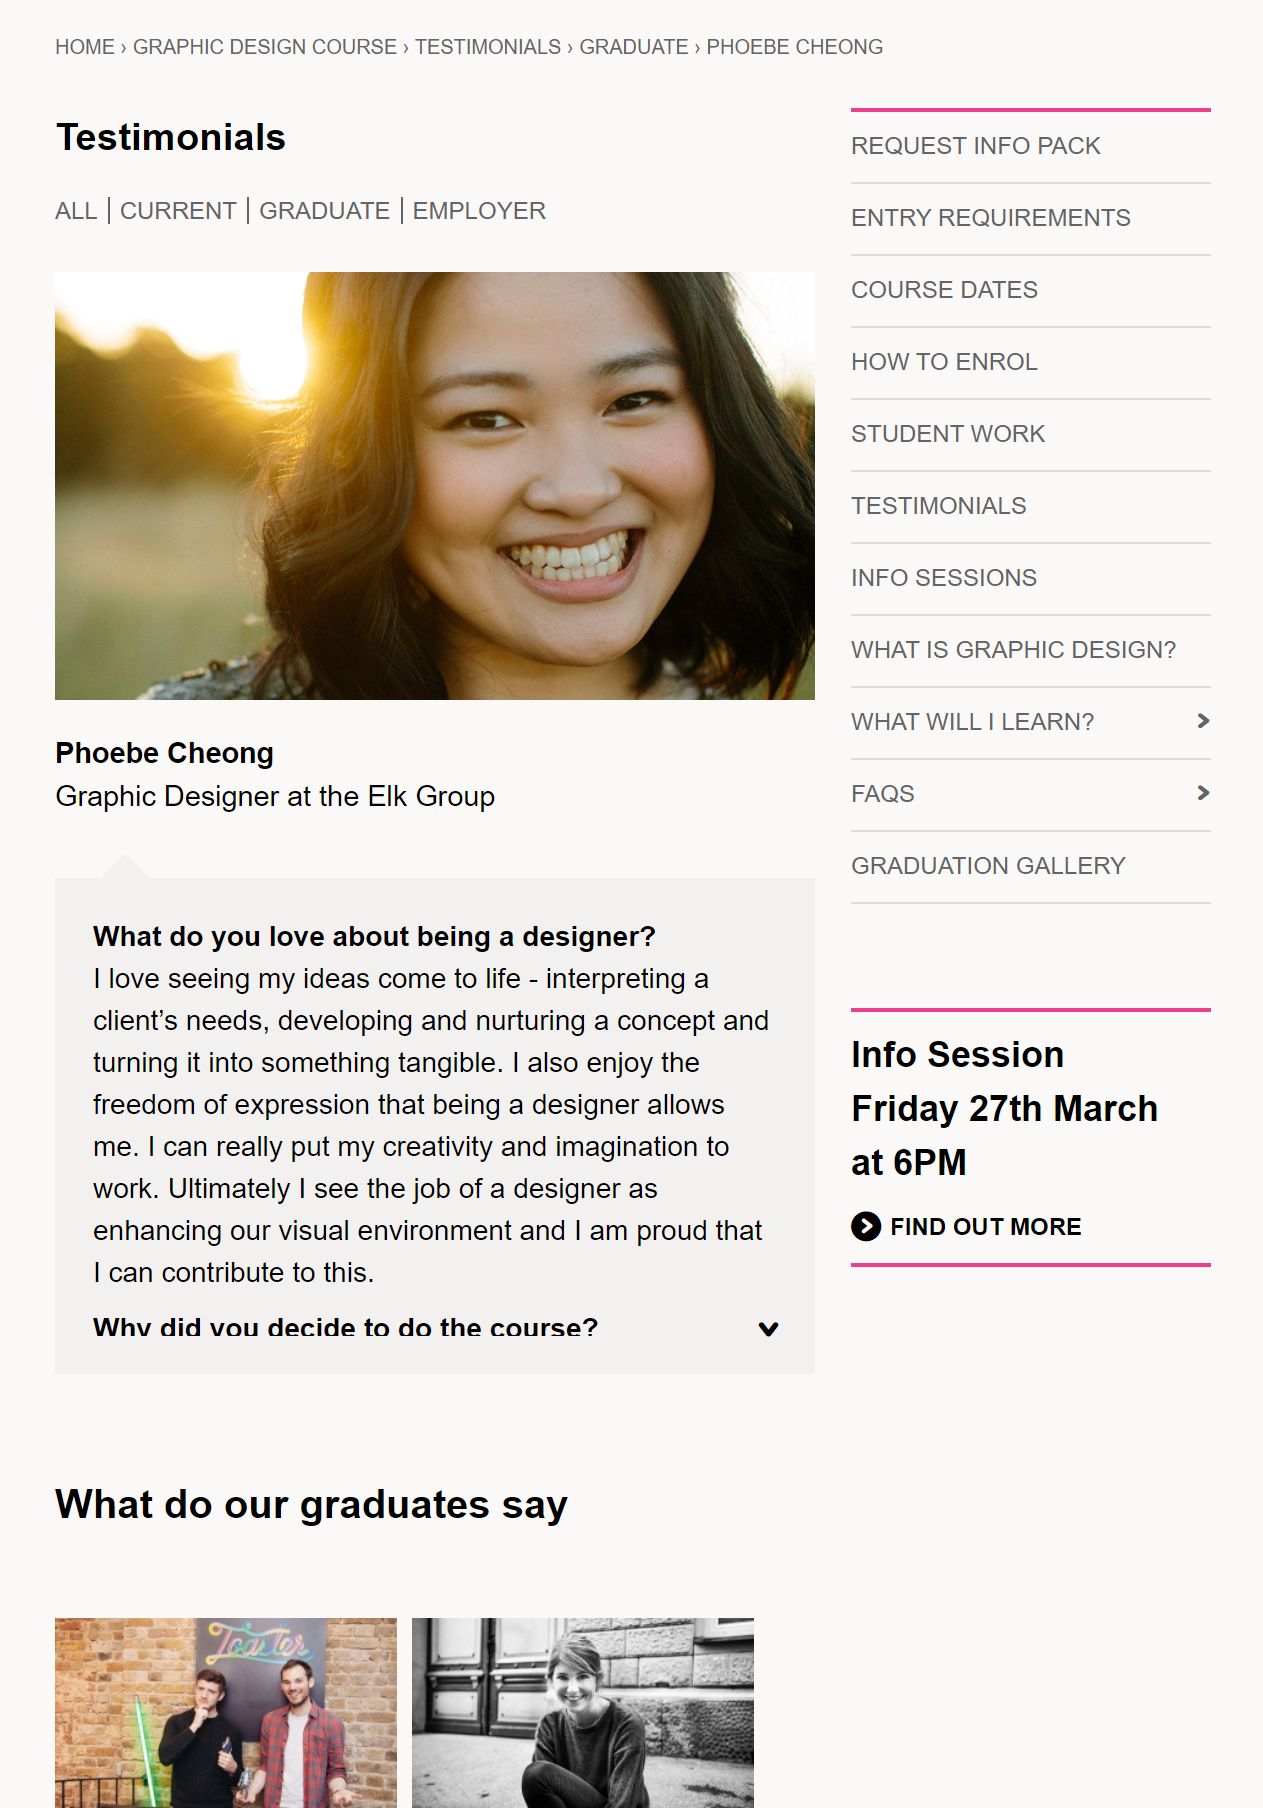 HOME › GRAPHIC DESIGN COURSE › TESTIMONIALS › GRADUATE › PHOEBE CHEONG
Testimonials
ALL | CURRENT | GRADUATE | EMPLOYER
Phoebe Cheong
Graphic Designer at the Elk Group
What do you love about being a designer?
I love seeing my ideas come to life - interpreting a
client’s needs, developing and nurturing a concept and
turning it into something tangible. I also enjoy the
freedom of expression that being a designer allows
me. I can really put my creativity and imagination to
work. Ultimately I see the job of a designer as
enhancing our visual environment and I am proud that
I can contribute to this.
Why did you decide to do the course?
What do our graduates say
Toaster
REQUEST INFO PACK
ENTRY REQUIREMENTS
COURSE DATES
HOW TO ENROL
STUDENT WORK
TESTIMONIALS
INFO SESSIONS
WHAT IS GRAPHIC DESIGN?
WHAT WILL I LEARN?
FAQS
GRADUATION GALLERY
Info Session
Friday 27th March
at 6PM
FIND OUT MORE